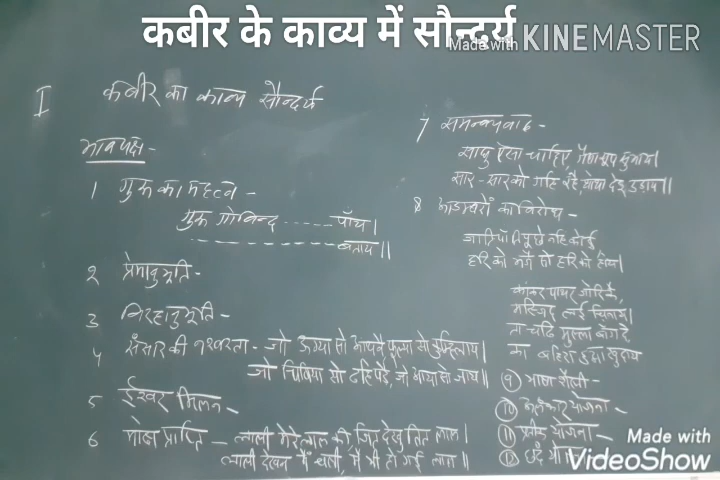 कबीर के काव्य में सौन्दर्य
Made with KINEMASTER
I कबीर का काव्य सौन्दर्य
भावपक्ष -
1 गुरू का महत्व -
गुरू गोबिन्द ------ पाँय।
बताय॥
2 प्रेमानुभूति -
3 विरहानुभूति -
4 संसार की नश्वरता - जो ऊग्या सो आथवै फूल्या सो कुम्हिलाय।
जो चिणिया सो ढहि पड़े, जो आया सो जाय॥
5 ईश्वर मिलन -
6 मोक्ष प्राप्ति - लाली मेरे लाल की जित देखू तित लाल।
लाली देखन मैं चली, मैं भी हो गई लाल॥
7 समन्वयवाद -
साधु ऐसा चाहिए, जैसा सूप सुभाय।
सार-सार को गहि रहै, थोथा देइ उड़ाय॥
8 आडम्बरों का विरोध -
जाति पूछे नहि कोई
हरि को भजै सो हरि को होय।
कांकर पाथर जोरि कै,
मस्जिद लई चिनाय।
ता चढि मुल्ला बाँग दे
का बहिरा हुआ खुदाय
9 भाषा शैली -
10 अलंकार योजना -
11 प्रतीक योजना -
12 छंद
Made with
VideoShow